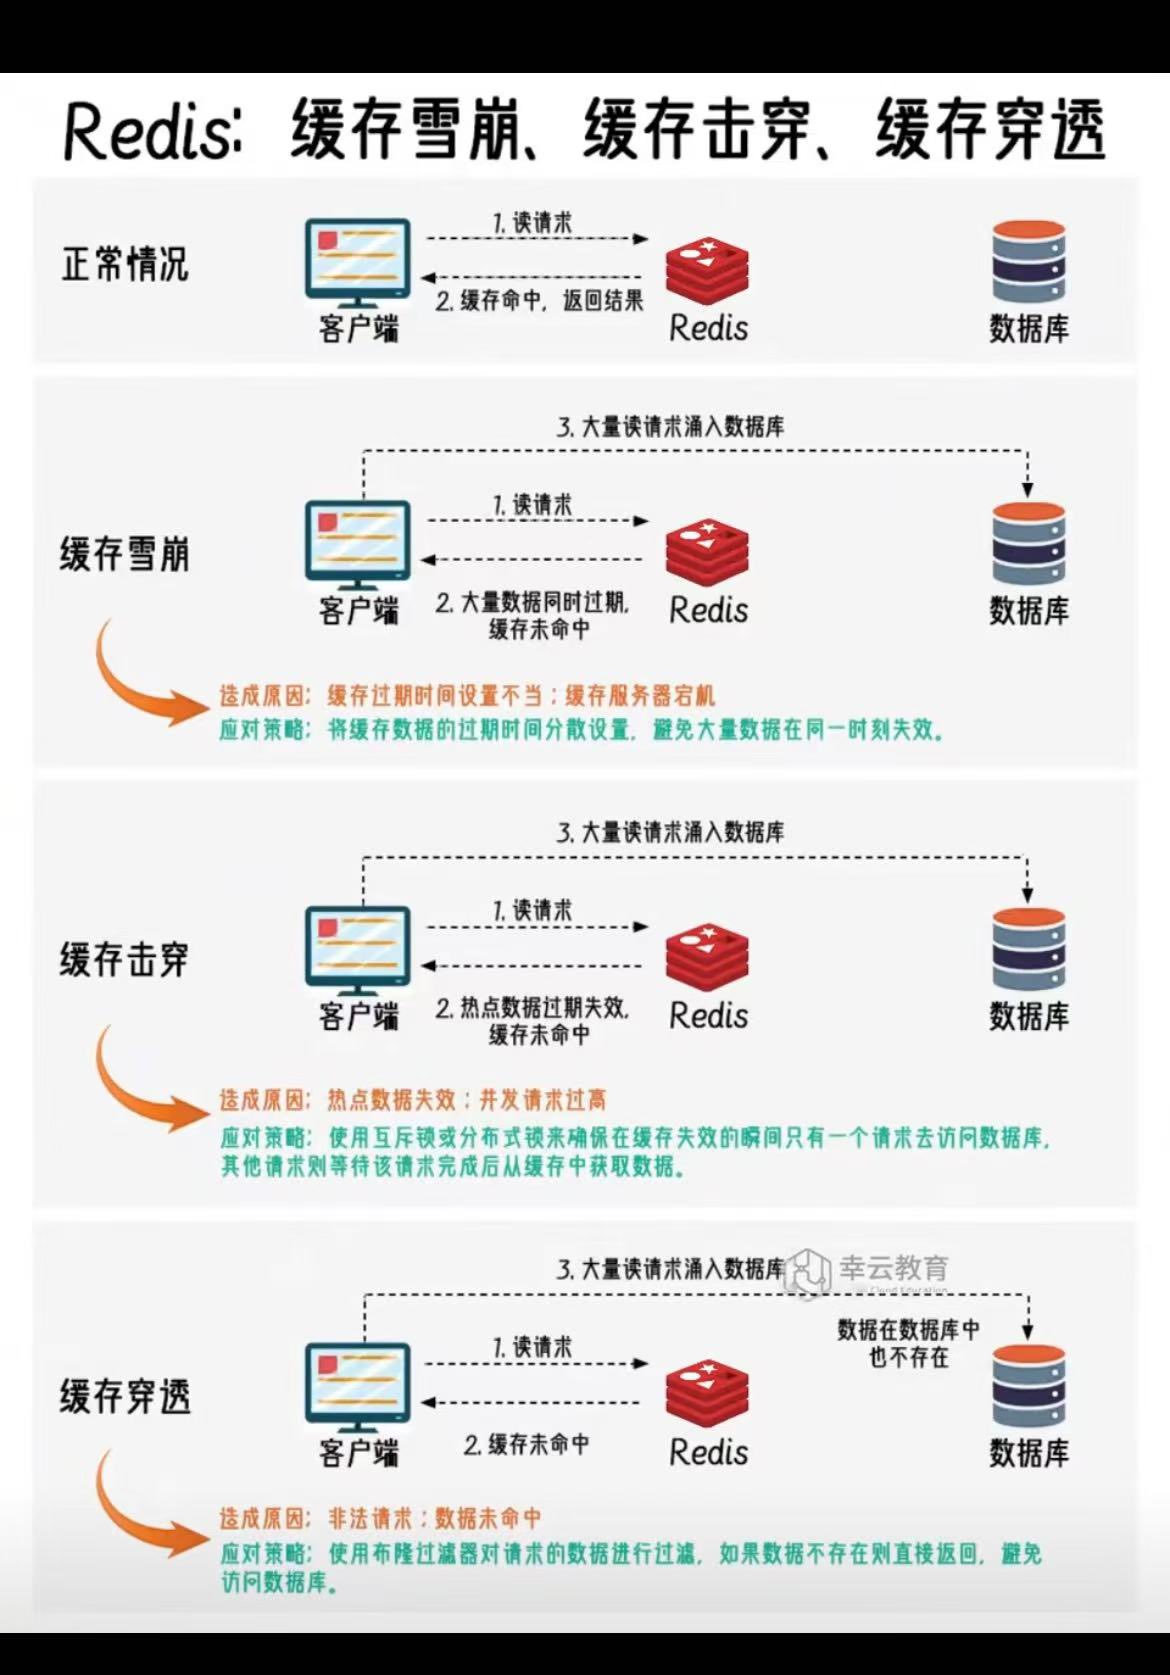 Redis: 缓存雪崩、缓存击穿、缓存穿透
正常情况
1. 读请求
2. 缓存命中, 返回结果
客户端
Redis
数据库
3. 大量读请求涌入数据库
缓存雪崩
1. 读请求
2. 大量数据同时过期,
缓存未命中
客户端
Redis
数据库
造成原因: 缓存过期时间设置不当; 缓存服务器宕机
应对策略: 将缓存数据的过期时间分散设置, 避免大量数据在同一时刻失效。
3. 大量读请求涌入数据库
缓存击穿
1. 读请求
2. 热点数据过期失效,
缓存未命中
客户端
Redis
数据库
造成原因: 热点数据失效; 并发请求过高
应对策略: 使用互斥锁或分布式锁来确保在缓存失效的瞬间只有一个请求去访问数据库,
其他请求则等待该请求完成后从缓存中获取数据。
3. 大量读请求涌入数据库
幸云教育
Cloud Education
数据在数据库中
也不存在
缓存穿透
1. 读请求
2. 缓存未命中
客户端
Redis
数据库
造成原因: 非法请求; 数据未命中
应对策略: 使用布隆过滤器对请求的数据进行过滤, 如果数据不存在则直接返回, 避免
访问数据库。